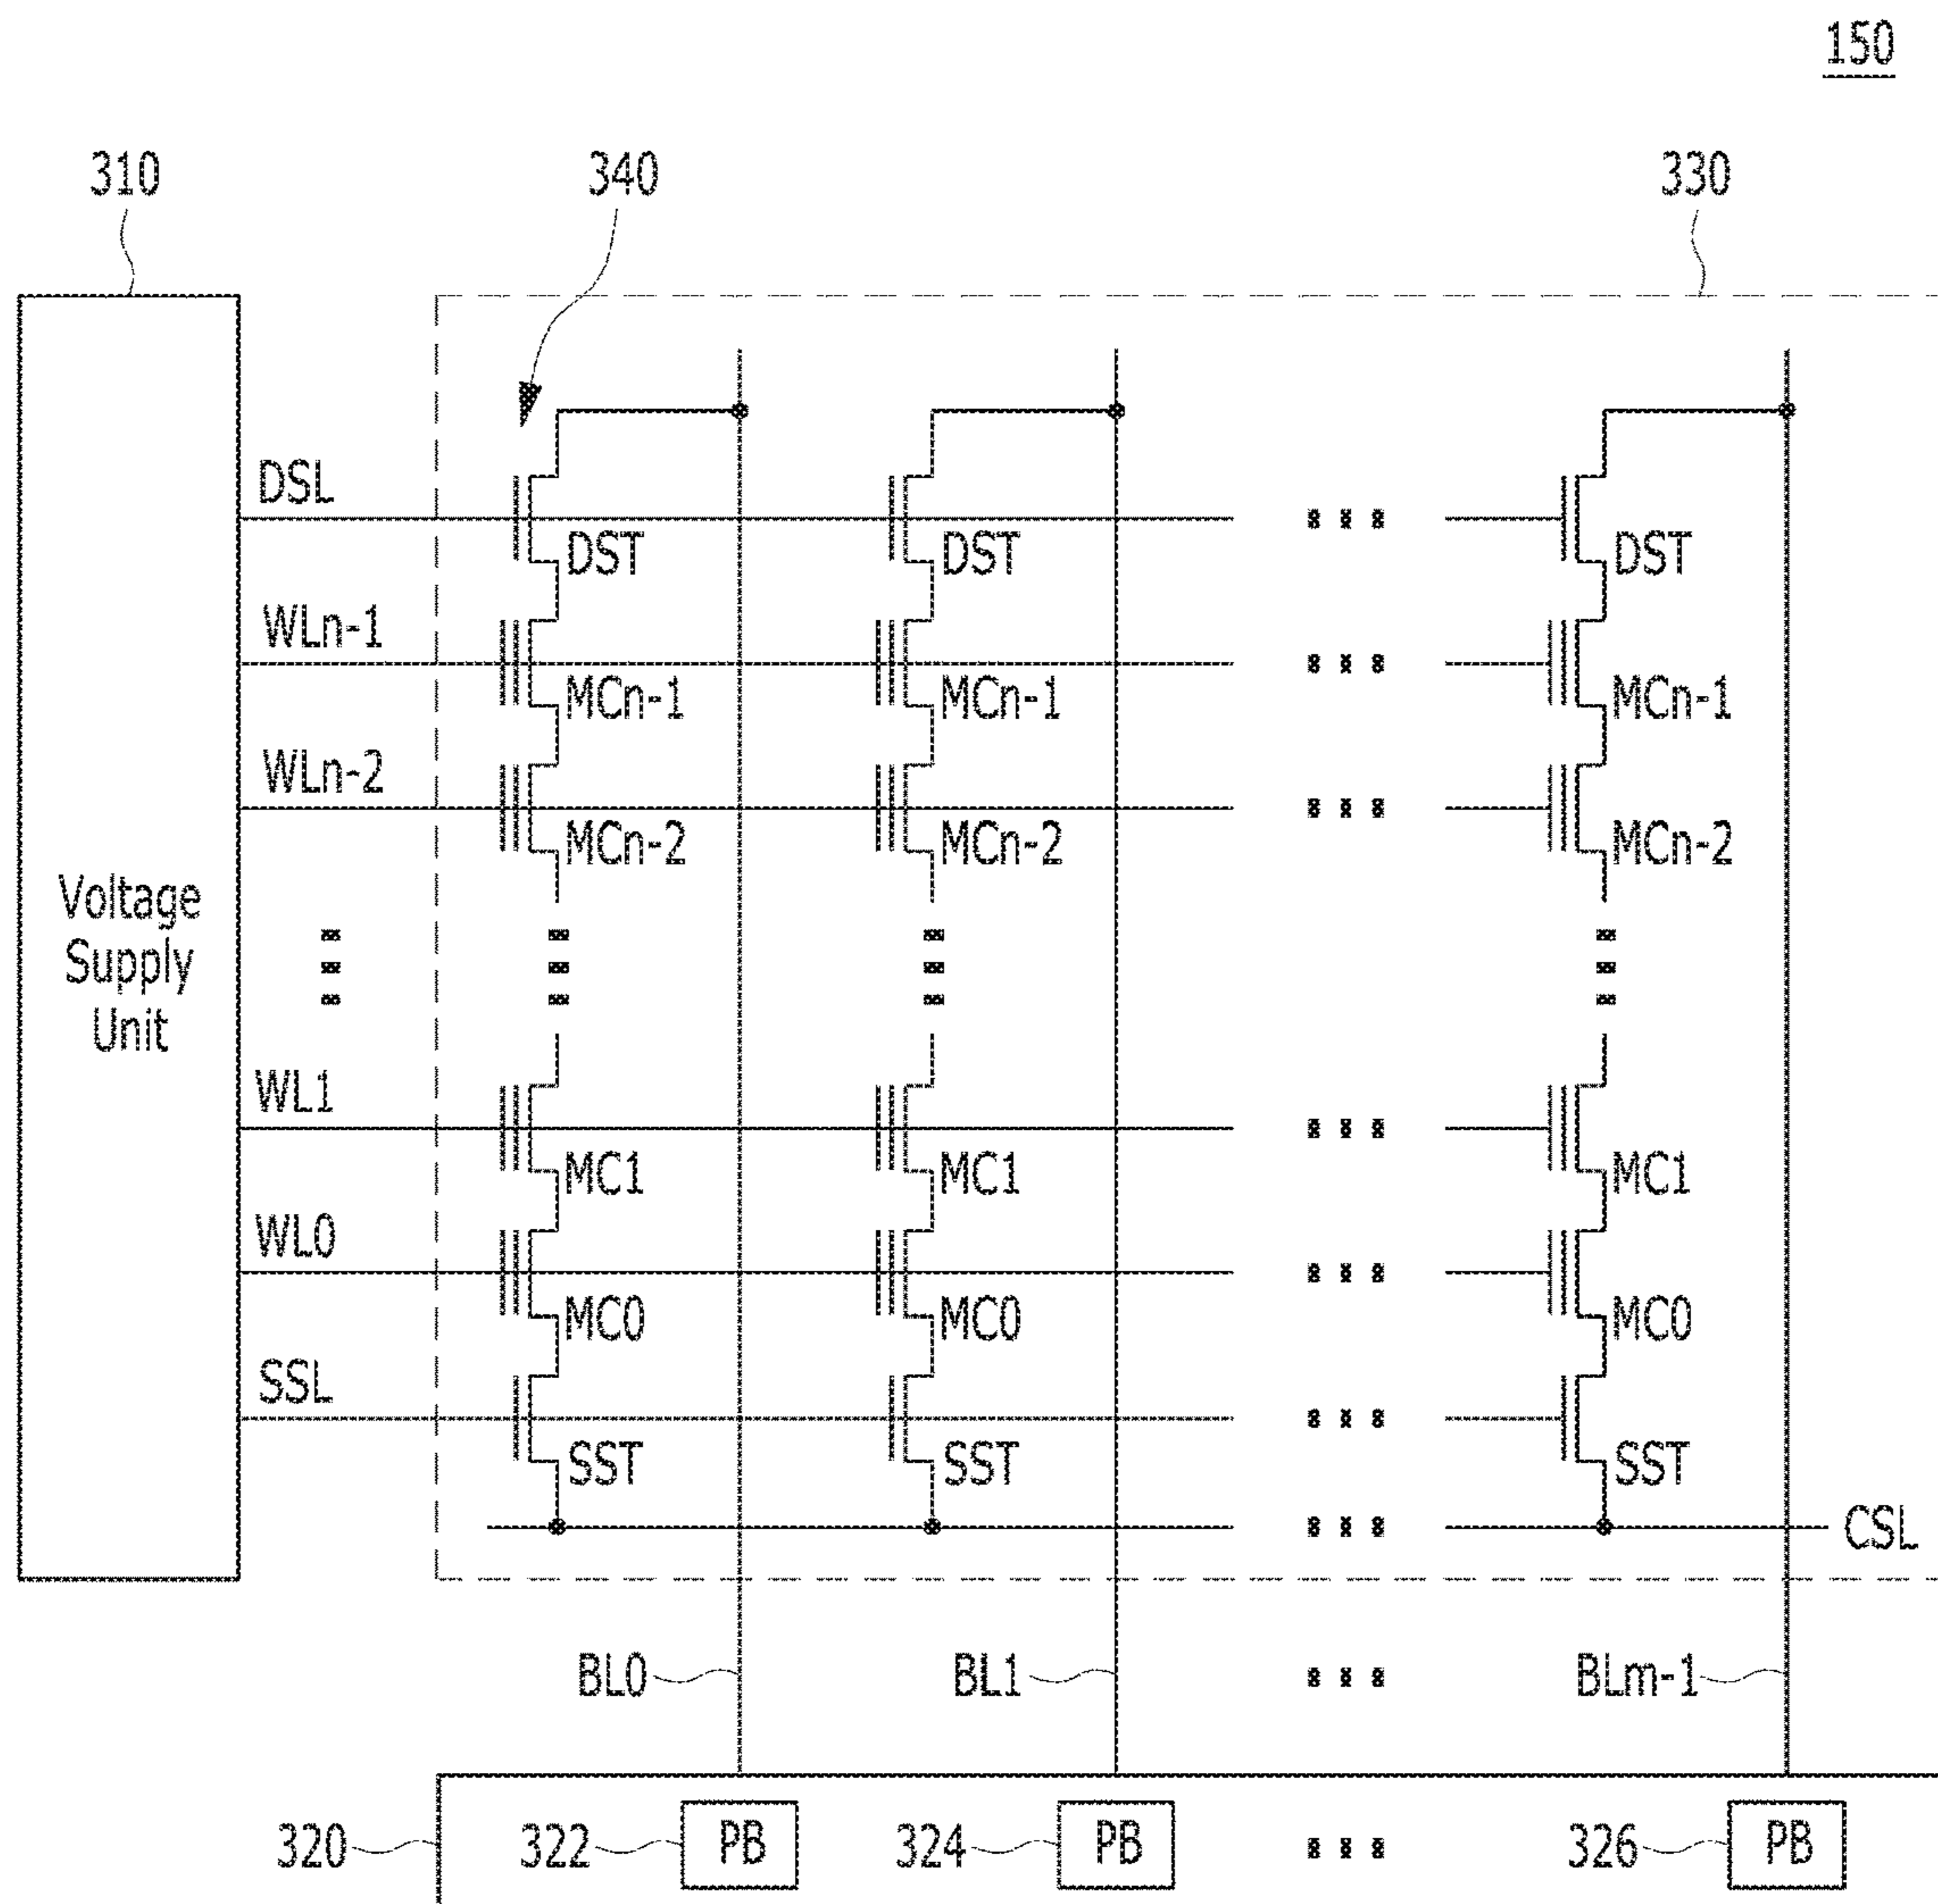 150
310
340
330
DSL
DST DST DST
WLn-1
MCn-1 MCn-1 MCn-1
WLn-2
MCn-2 MCn-2 MCn-2
Voltage
Supply
Unit
WL1
MC1 MC1 MC1
WL0
MC0 MC0 MC0
SSL
SST SST SST
CSL
BL0 BL1 BLm-1
320 322 PB 324 PB 326 PB